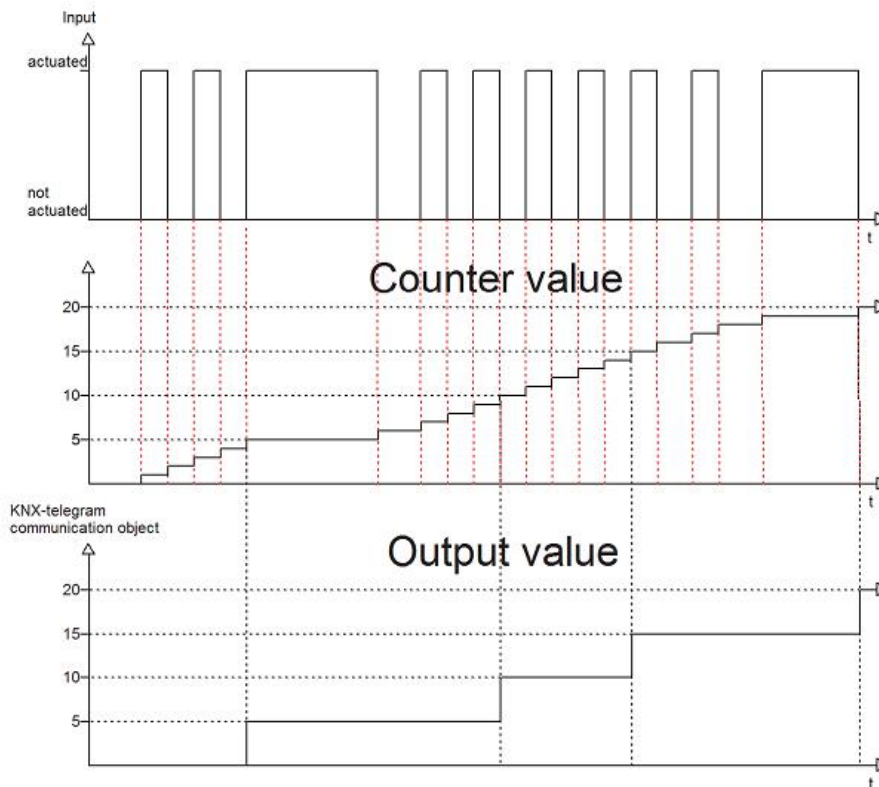 Input
actuated
not
actuated
t
Counter value
20
15
10
5
t
KNX-telegram
communication object
Output value
20
15
10
5
t